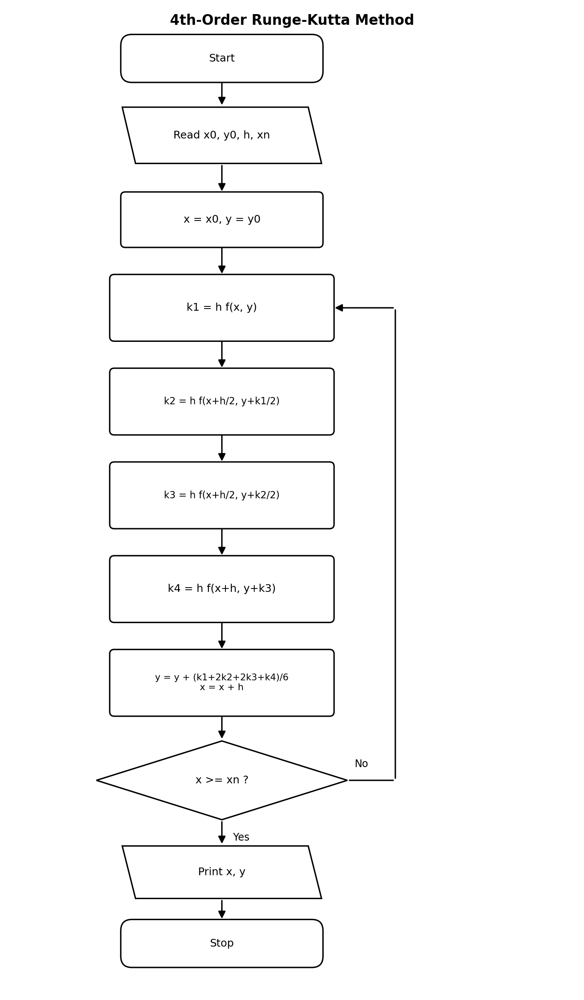 4th-Order Runge-Kutta Method
Start
Read x0, y0, h, xn
x = x0, y = y0
k1 = h f(x, y)
k2 = h f(x+h/2, y+k1/2)
k3 = h f(x+h/2, y+k2/2)
k4 = h f(x+h, y+k3)
y = y + (k1+2k2+2k3+k4)/6
x = x + h
x >= xn ?
No
Yes
Print x, y
Stop